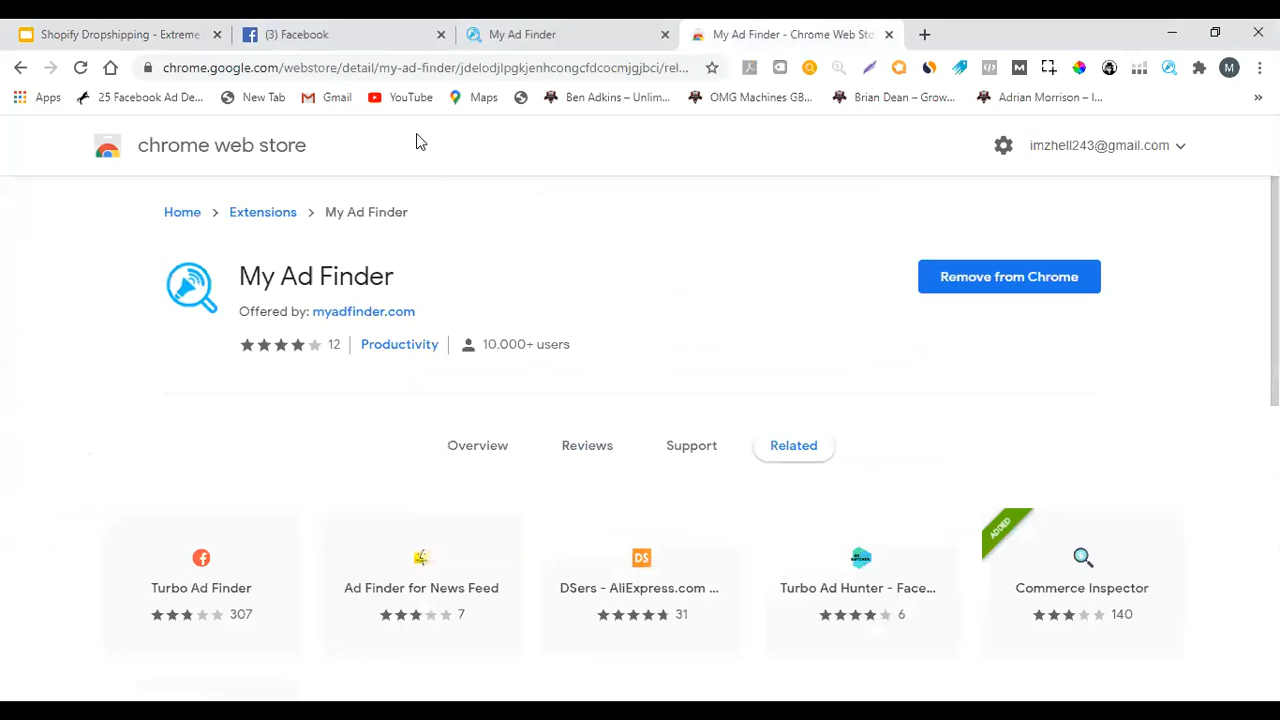 Shopify Dropshipping - Extreme
(3) Facebook
My Ad Finder
My Ad Finder - Chrome Web Sto
chrome.google.com/webstore/detail/my-ad-finder/jdelodjlpgkjenhcongcfdcocmjgjbci/rel...
M
Apps
25 Facebook Ad De...
New Tab
Gmail
YouTube
Maps
Ben Adkins – Unlim...
OMG Machines GB...
Brian Dean – Grow...
Adrian Morrison – I...
»
chrome web store
imzhell243@gmail.com
Home > Extensions > My Ad Finder
My Ad Finder
Remove from Chrome
Offered by: myadfinder.com
12 | Productivity | 10,000+ users
Overview
Reviews
Support
Related
ADDED
DS
Turbo Ad Finder
Ad Finder for News Feed
DSers - AliExpress.com ...
Turbo Ad Hunter - Face...
Commerce Inspector
307
7
31
6
140